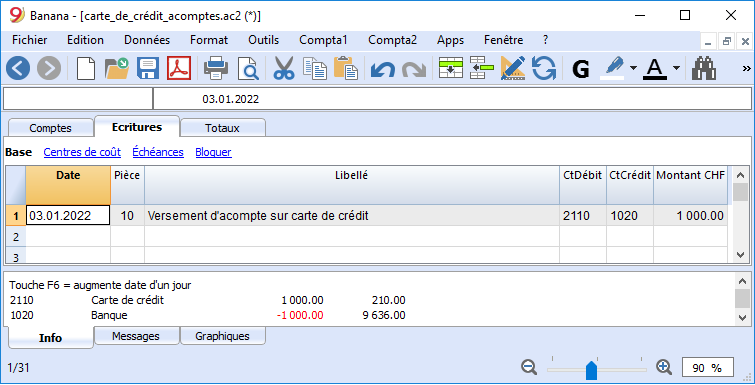 Banana - [carte_de_crédit_acomptes.ac2 (*)]
Fichier Edition Données Format Outils Compta1 Compta2 Apps Fenêtre ?
G A »
03.01.2022
Comptes Ecritures Totaux
Base Centres de coût Échéances Bloquer
Date Pièce Libellé CtDébit CtCrédit Montant CHF
1 03.01.2022 10 Versement d'acompte sur carte de crédit 2110 1020 1 000.00
2
3
Touche F6 = augmente date d'un jour
2110 Carte de crédit 1 000.00 210.00
1020 Banque -1 000.00 9 636.00
Info Messages Graphiques
1/31 90 %